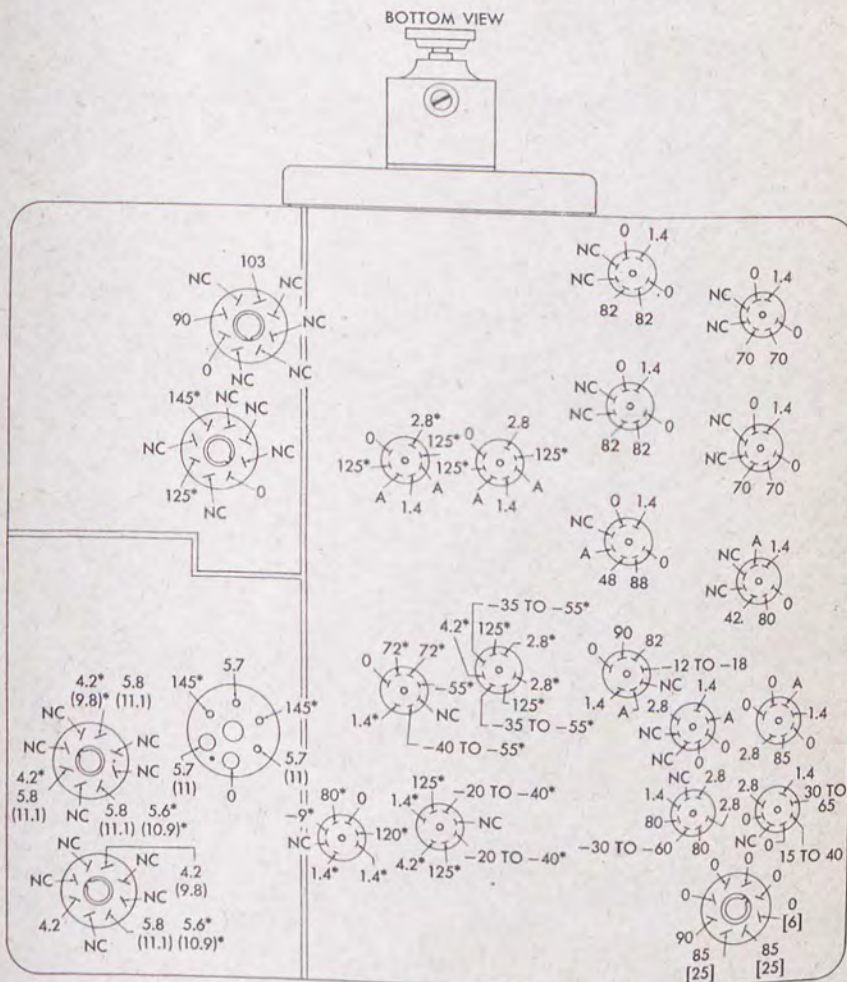 BOTTOM VIEW
0 1.4
NC
NC
0
82 82
103
NC
NC
90
NC
0
NC
NC
0 1.4
NC
NC
0
70 70
0 1.4
NC
NC
0
82 82
145*
NC
NC
NC
NC
125*
0
NC
2.8*
0
125*
125*
A
A
1.4
2.8
0
125*
125*
A
A
1.4
0 1.4
NC
NC
0
70 70
0 1.4
NC
A
0
48 88
A 1.4
NC
NC
0
42. 80
−35 TO −55*
4.2* 125*
2.8*
2.8*
125*
−35 TO −55*
72* 72*
0
−55*
NC
1.4*
−40 TO −55*
90 82
0
−12 TO −18
NC
1.4
A 2.8
1.4
A
NC
NC
0
0
0 A
1.4
0
2.8 85
4.2* 5.8
(9.8)* (11.1)
NC
NC
NC
NC
4.2*
5.8
(11.1)
NC
5.8 5.6*
(11.1) (10.9)*
5.7
145*
145*
5.7
(11)
5.7
(11)
0
80* 0
−9*
120*
NC
1.4* 1.4*
125*
−20 TO −40*
1.4*
NC
4.2* 125*
−20 TO −40*
NC 2.8
1.4
2.8
80
80
−30 TO −60
1.4
2.8
30 TO
65
0
0
NC
0
15 TO 40
NC
NC
NC
NC
4.2
(9.8)
4.2
NC
5.8 5.6*
(11.1) (10.9)*
0
0
0
0
0
[6]
90
85
[25]
85
[25]